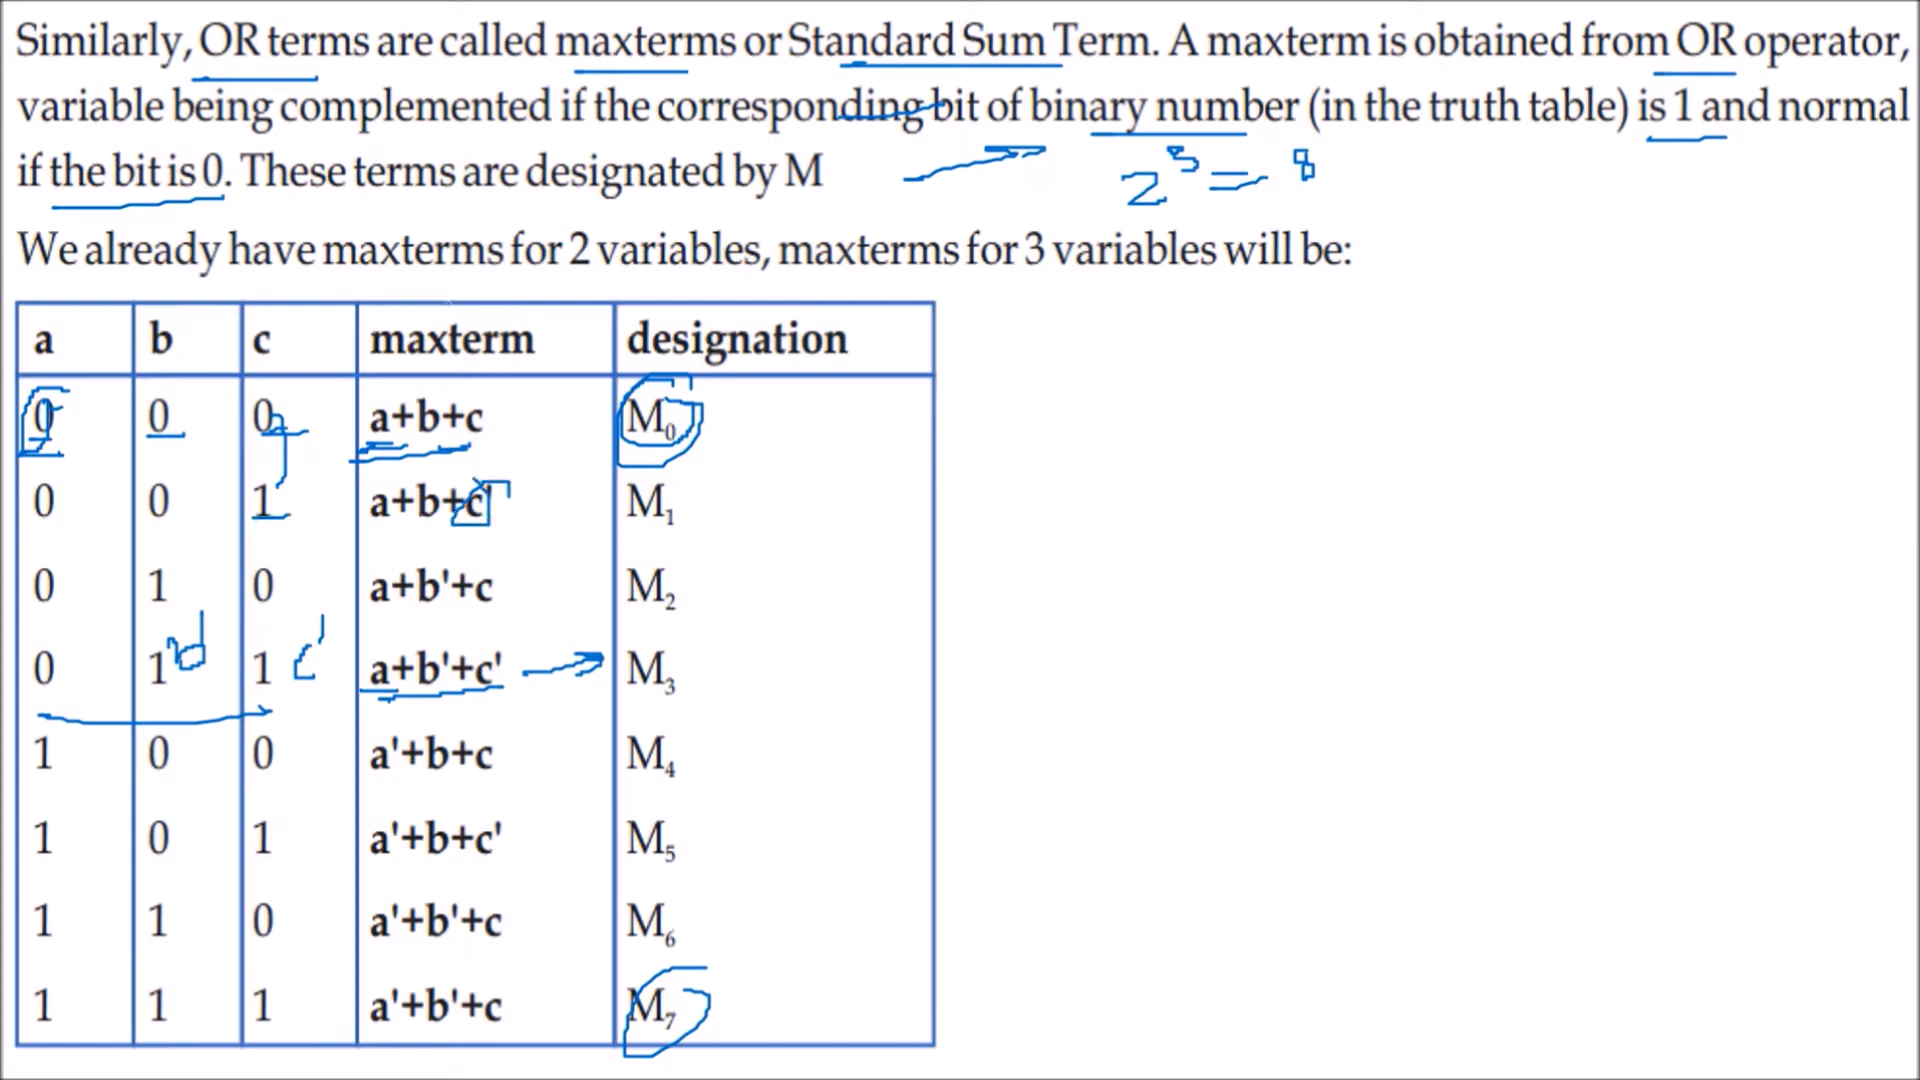 Similarly, OR terms are called maxterms or Standard Sum Term. A maxterm is obtained from OR operator,
variable being complemented if the corresponding bit of binary number (in the truth table) is 1 and normal
if the bit is 0. These terms are designated by M
2³ = 8
We already have maxterms for 2 variables, maxterms for 3 variables will be:
a b c maxterm designation
0 0 0 a+b+c M₀
0 0 1 a+b+c' M₁
0 1 0 a+b'+c M₂
0 1 b' 1 c' a+b'+c' M₃
1 0 0 a'+b+c M₄
1 0 1 a'+b+c' M₅
1 1 0 a'+b'+c M₆
1 1 1 a'+b'+c M₇